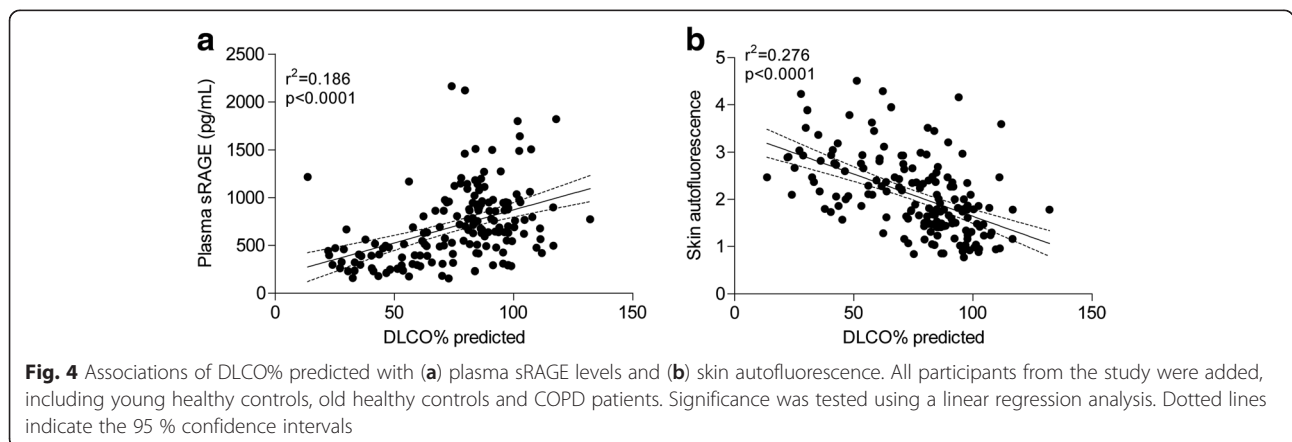 a
2500
2000
1500
1000
500
0
r²=0.186
p<0.0001
Plasma sRAGE (pg/mL)
0
50
100
150
DLCO% predicted
b
5
4
3
2
1
0
r²=0.276
p<0.0001
Skin autofluorescence
0
50
100
150
DLCO% predicted
Fig. 4 Associations of DLCO% predicted with (a) plasma sRAGE levels and (b) skin autofluorescence. All participants from the study were added,
including young healthy controls, old healthy controls and COPD patients. Significance was tested using a linear regression analysis. Dotted lines
indicate the 95 % confidence intervals